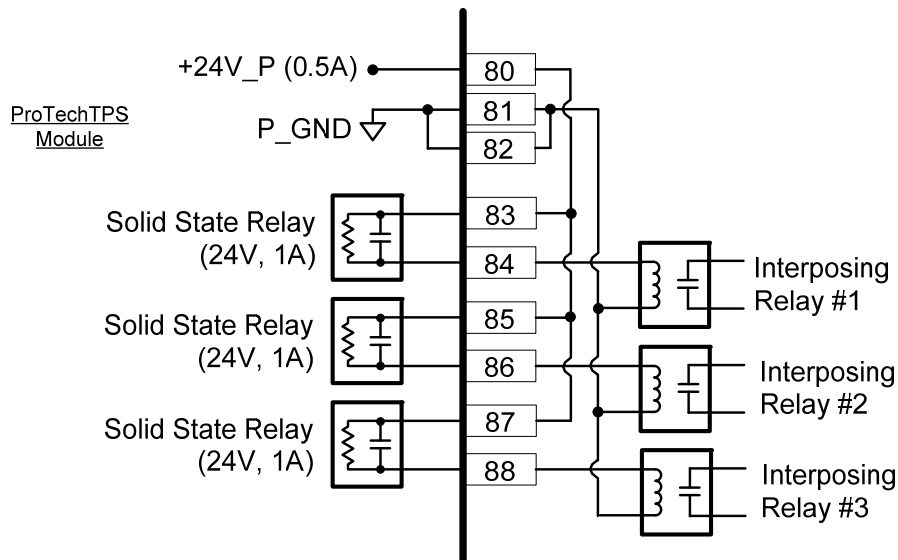 +24V_P (0.5A)
80
ProTechTPS
Module
P_GND
81
82
Solid State Relay
(24V, 1A)
83
84
Interposing
Relay #1
Solid State Relay
(24V, 1A)
85
86
Interposing
Relay #2
Solid State Relay
(24V, 1A)
87
88
Interposing
Relay #3